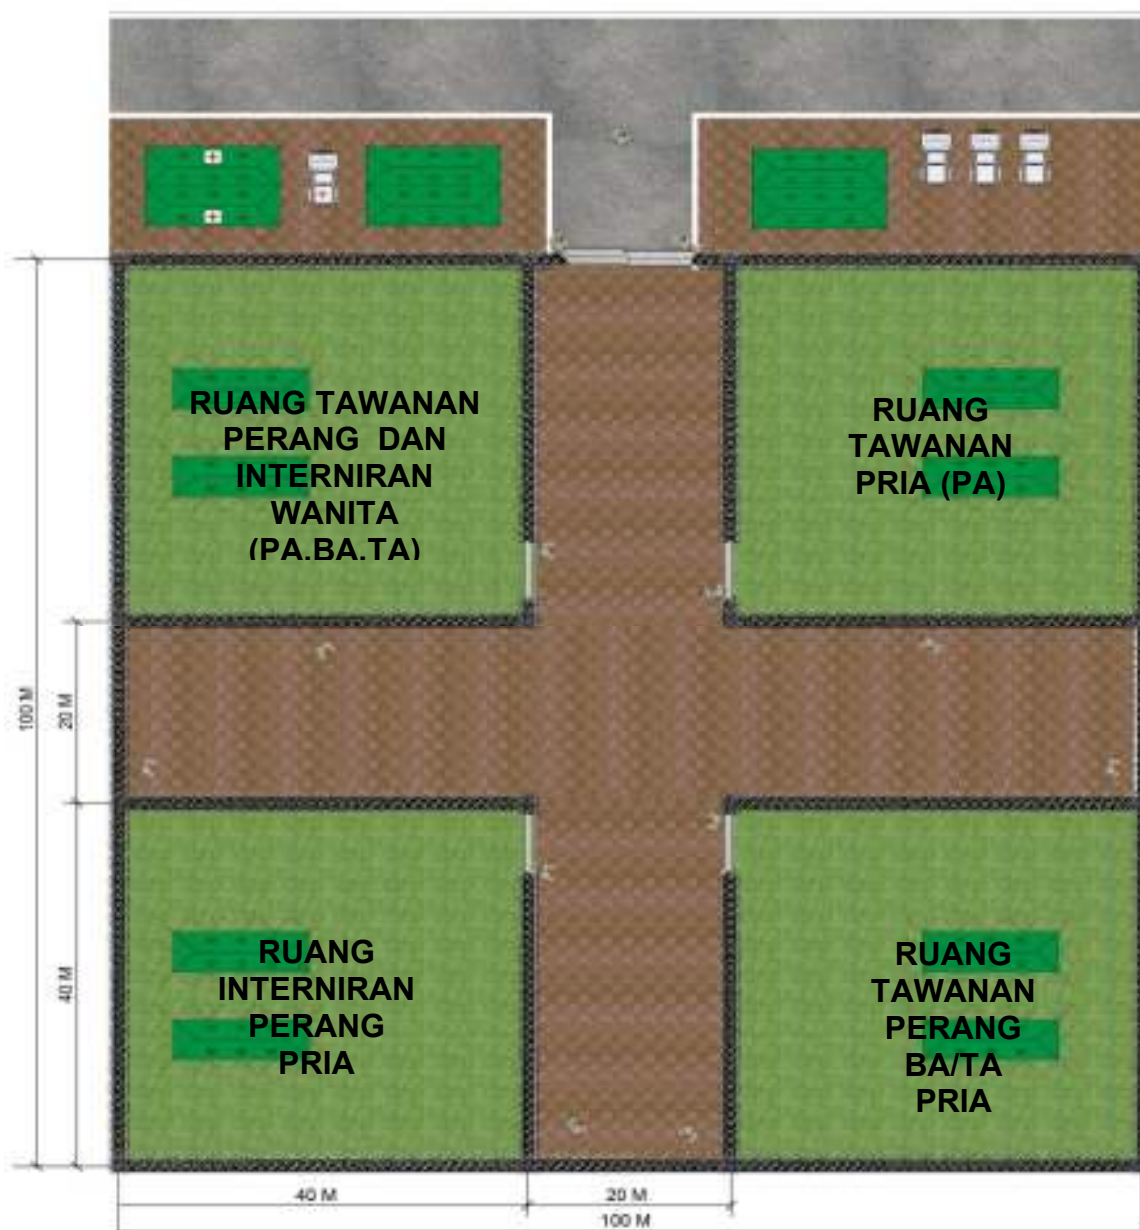 RUANG TAWANAN
PERANG DAN
INTERNIRAN
WANITA
(PA.BA.TA)
RUANG
TAWANAN
PRIA (PA)
100 M
20 M
40 M
RUANG
INTERNIRAN
PERANG
PRIA
RUANG
TAWANAN
PERANG
BA/TA
PRIA
40 M
20 M
100 M